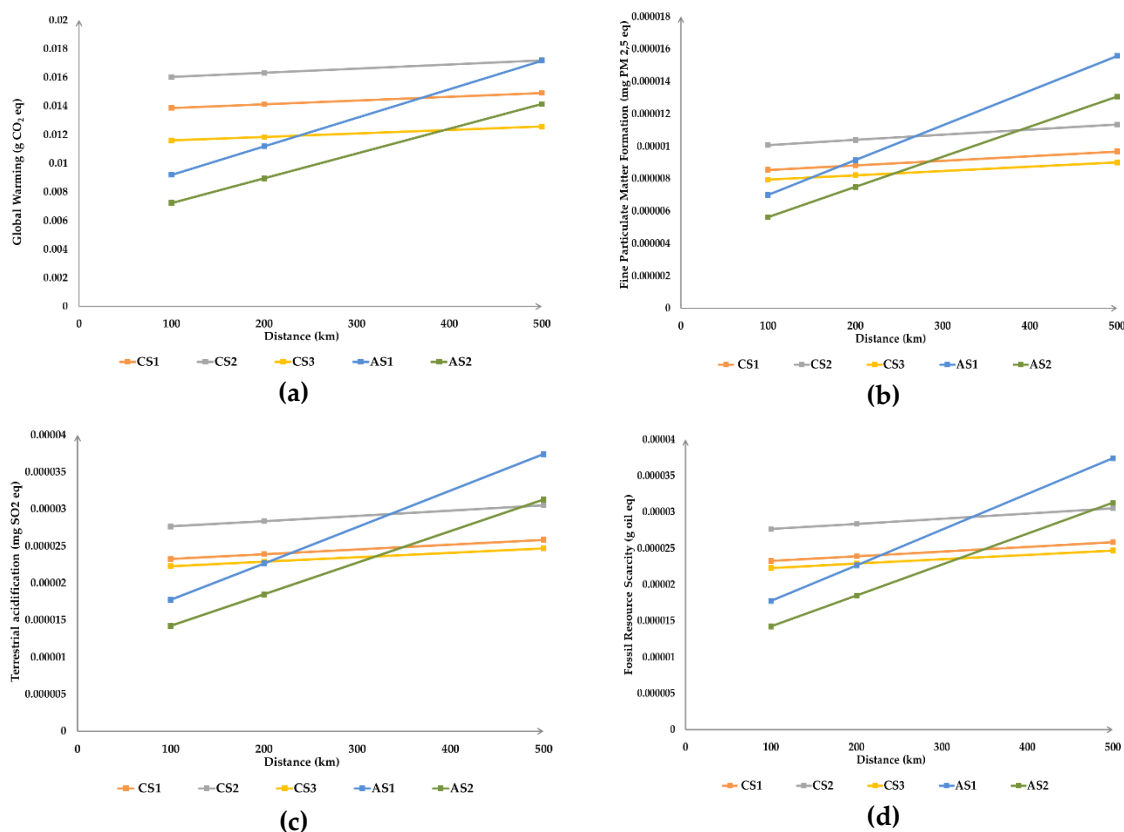 Global Warming (g CO₂ eq)
0.02
0.018
0.016
0.014
0.012
0.01
0.008
0.006
0.004
0.002
0
0 100 200 300 400 500
Distance (km)
CS1 CS2 CS3 AS1 AS2
(a)
Fine Particulate Matter Formation (mg PM 2,5 eq)
0.000018
0.000016
0.000014
0.000012
0.00001
0.000008
0.000006
0.000004
0.000002
0
0 100 200 300 400 500
Distance (km)
CS1 CS2 CS3 AS1 AS2
(b)
Terrestrial acidification (mg SO2 eq)
0.00004
0.000035
0.00003
0.000025
0.00002
0.000015
0.00001
0.000005
0
0 100 200 300 400 500
Distance (km)
CS1 CS2 CS3 AS1 AS2
(c)
Fossil Resource Scarcity (g oil eq)
0.00004
0.000035
0.00003
0.000025
0.00002
0.000015
0.00001
0.000005
0
0 100 200 300 400 500
Distance (km)
CS1 CS2 CS3 AS1 AS2
(d)